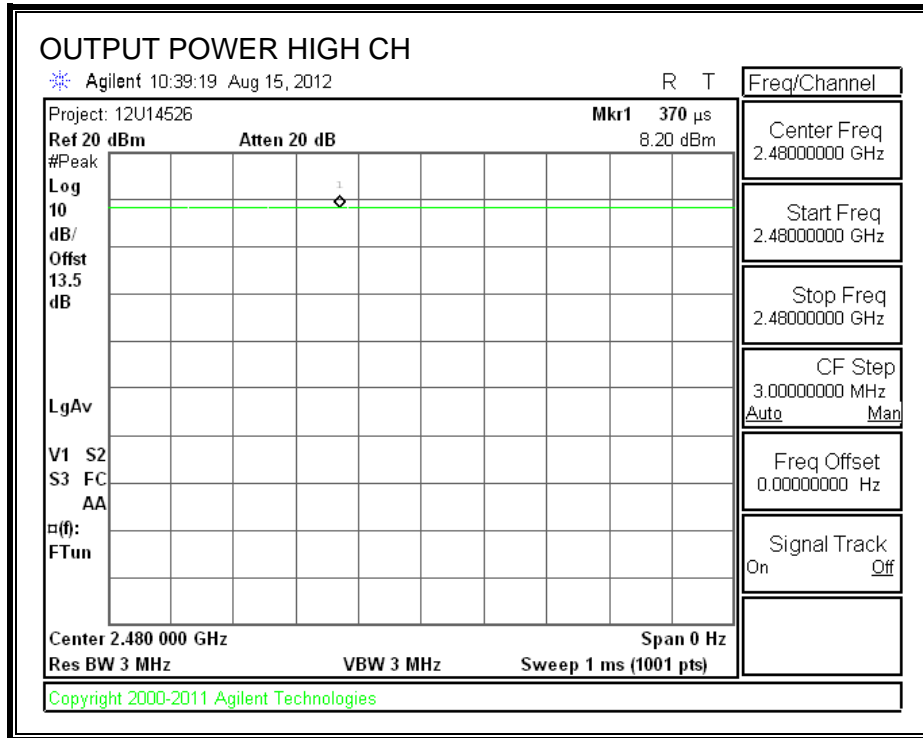 OUTPUT POWER HIGH CH
Agilent 10:39:19 Aug 15, 2012 R T
Project: 12U14526 Mkr1 370 µs
Ref 20 dBm Atten 20 dB 8.20 dBm
#Peak
Log
10
dB/
Offst
13.5
dB
1
LgAv
V1 S2
S3 FC
AA
¤(f):
FTun
Center 2.480 000 GHz Span 0 Hz
Res BW 3 MHz VBW 3 MHz Sweep 1 ms (1001 pts)
Copyright 2000-2011 Agilent Technologies
Freq/Channel
Center Freq
2.48000000 GHz
Start Freq
2.48000000 GHz
Stop Freq
2.48000000 GHz
CF Step
3.00000000 MHz
Auto Man
Freq Offset
0.00000000 Hz
Signal Track
On Off